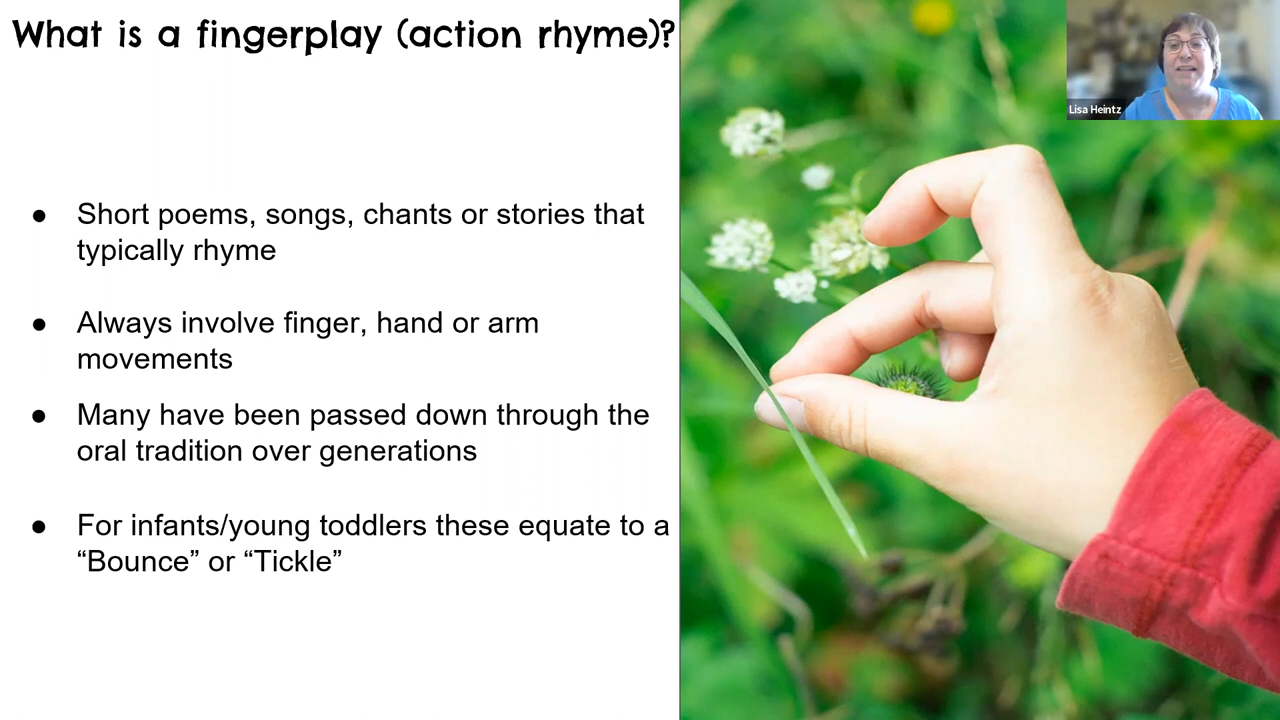 What is a fingerplay (action rhyme)?
Lisa Heintz
● Short poems, songs, chants or stories that
typically rhyme
● Always involve finger, hand or arm
movements
● Many have been passed down through the
oral tradition over generations
● For infants/young toddlers these equate to a
“Bounce” or “Tickle”